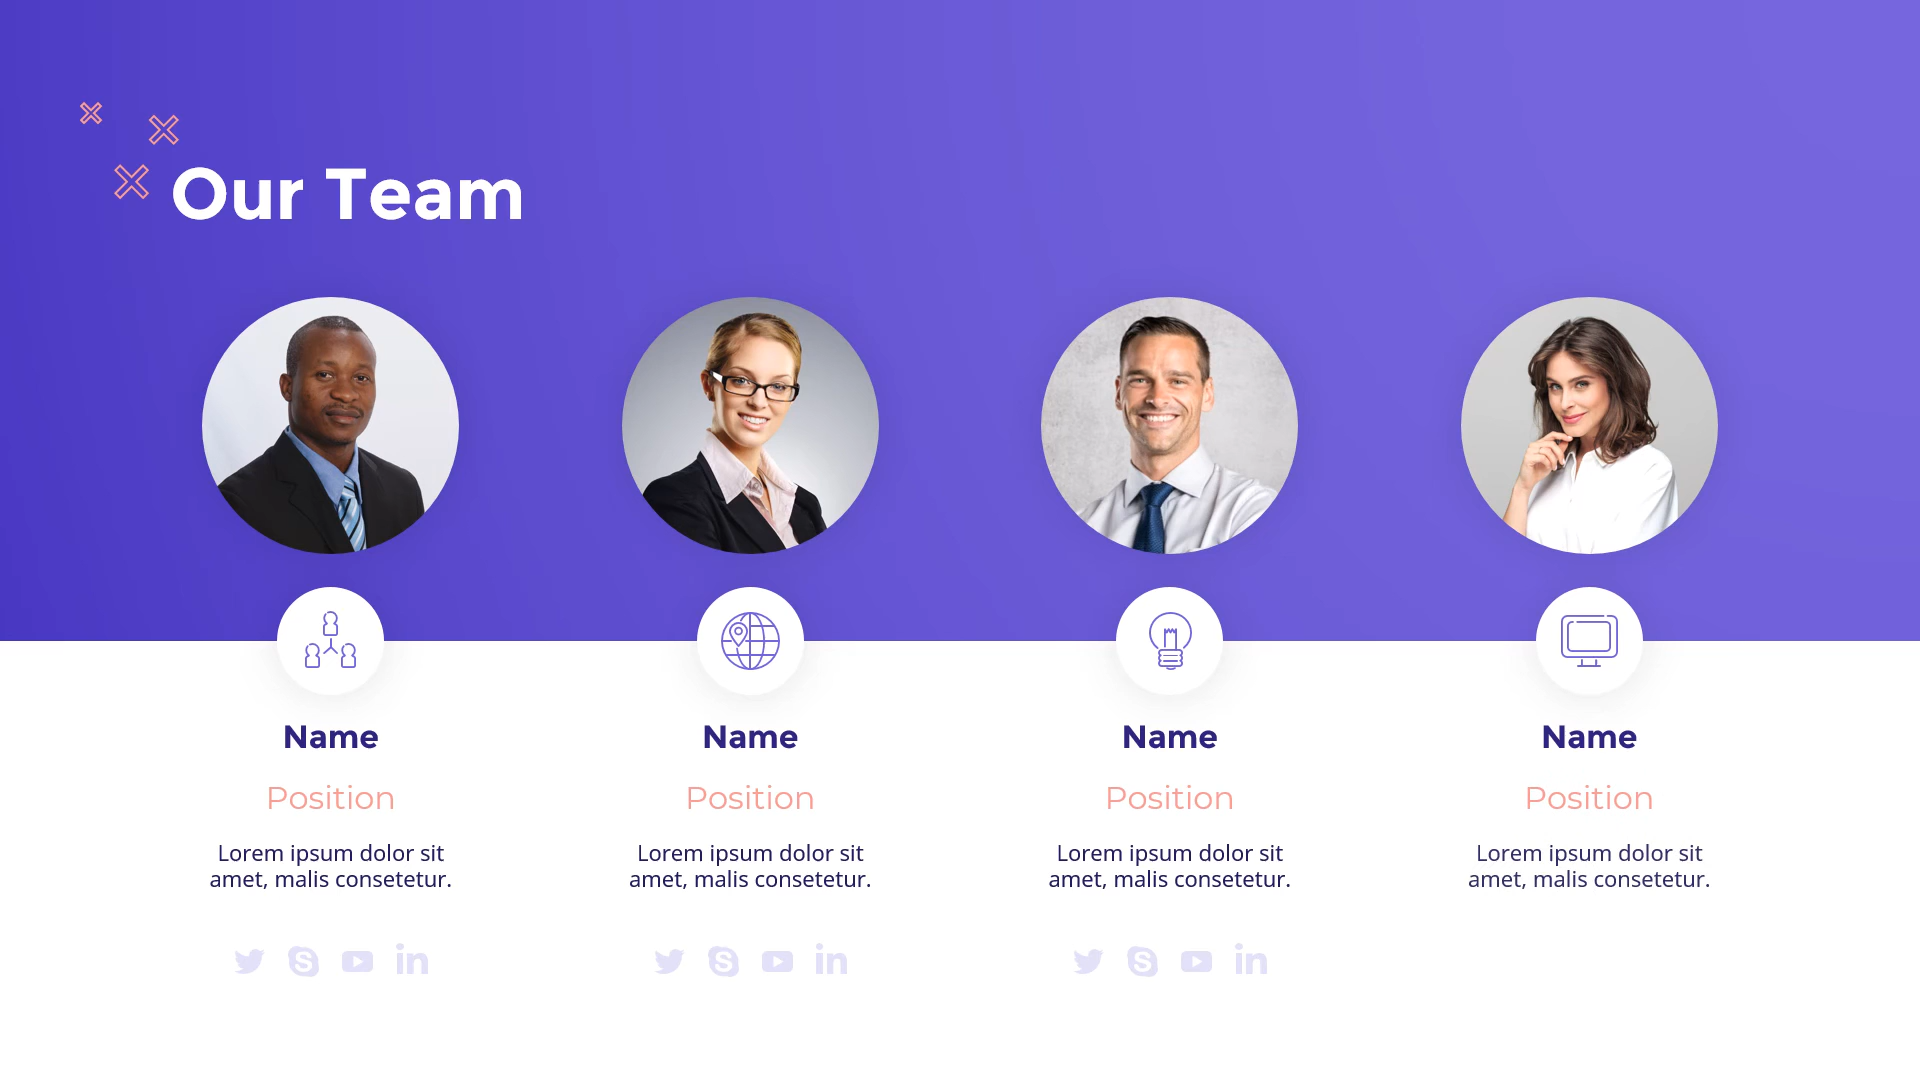 Our Team
Name
Position
Lorem ipsum dolor sit
amet, malis consetetur.
Name
Position
Lorem ipsum dolor sit
amet, malis consetetur.
Name
Position
Lorem ipsum dolor sit
amet, malis consetetur.
Name
Position
Lorem ipsum dolor sit
amet, malis consetetur.